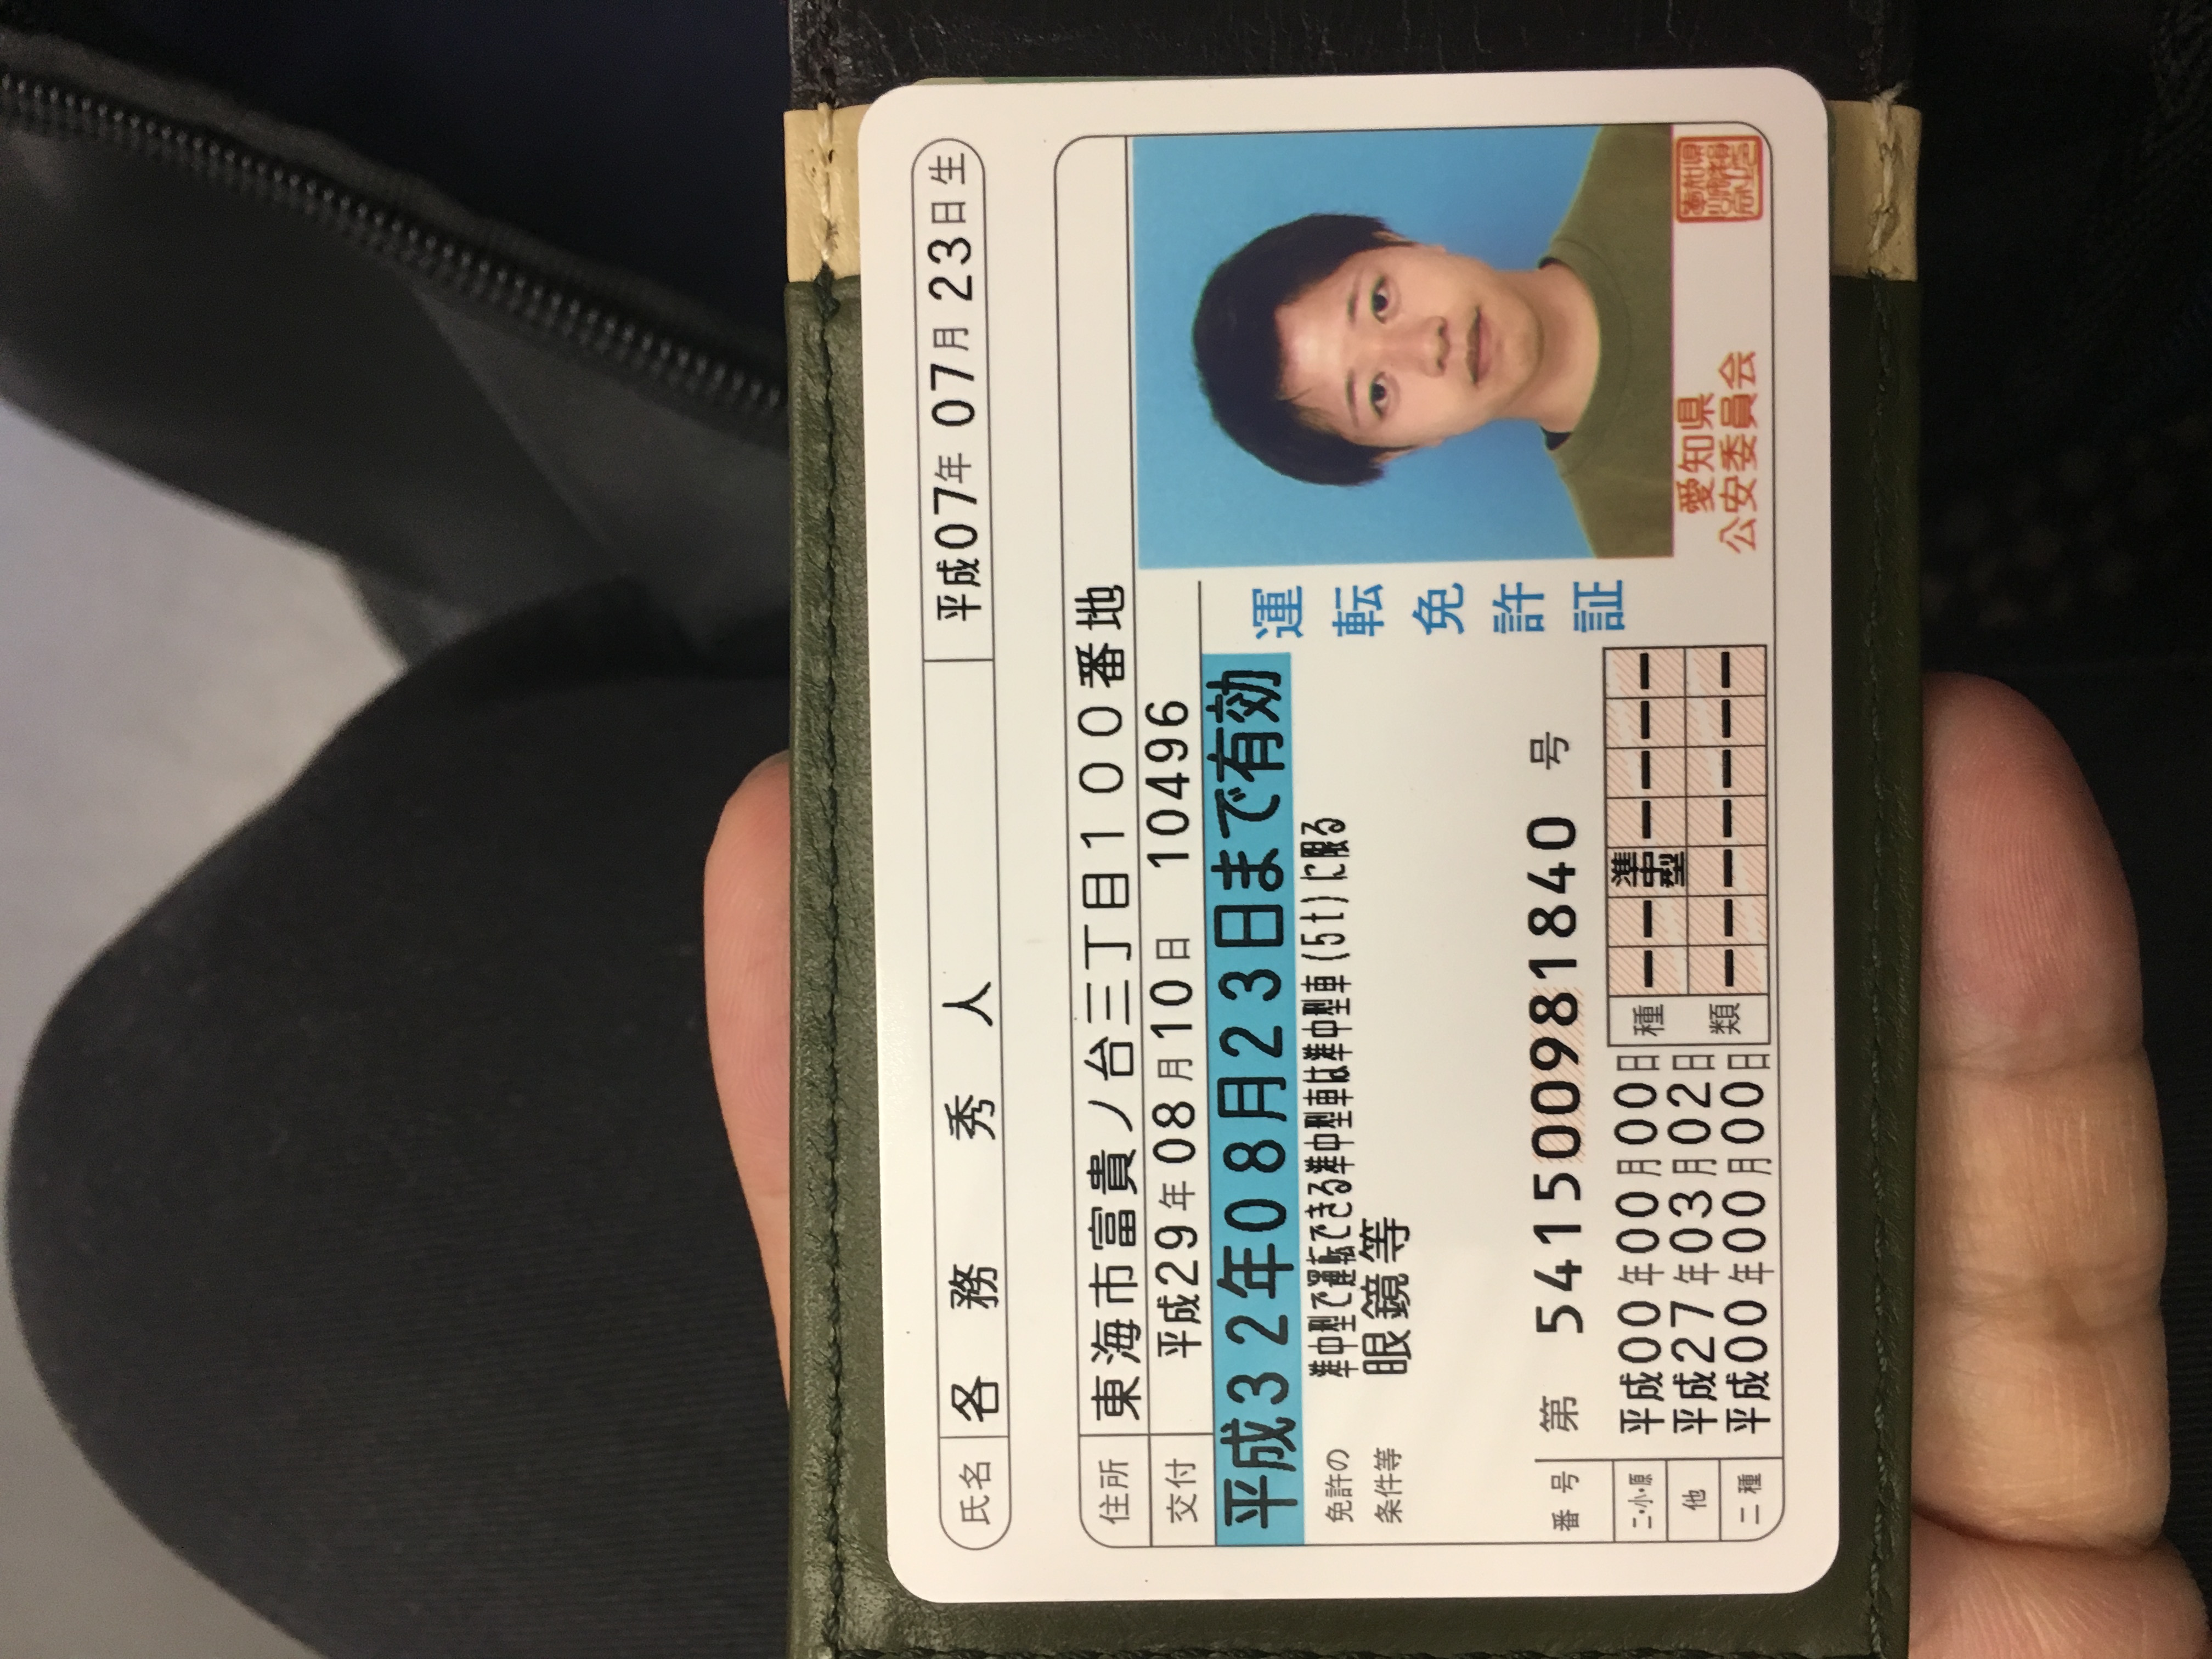 氏名 各務 秀人 平成07年07月23日生
住所 東海市富貴ノ台三丁目100番地
交付 平成29年08月10日 10496
平成32年08月23日まで有効
免許の条件等 準中型で運転できる準中型車は準中型車(5t)に限る
眼鏡等
運転免許証
番号 第 541500981840 号
二・小・原 平成00年00月00日
他 平成27年03月02日
二種 平成00年00月00日
種類 ー ー 準中型 ー ー ー ー
ー ー ー ー ー ー ー
愛知県
公安委員会